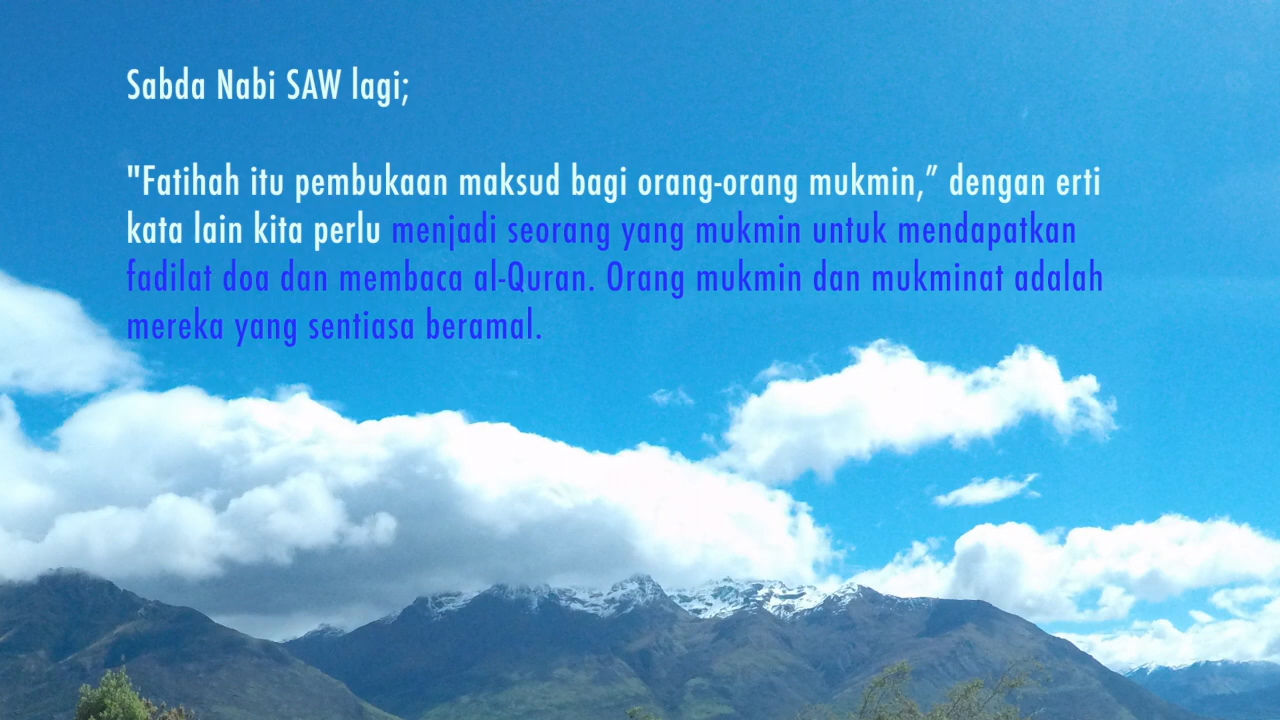 Sabda Nabi SAW lagi;
"Fatihah itu pembukaan maksud bagi orang-orang mukmin,” dengan erti
kata lain kita perlu menjadi seorang yang mukmin untuk mendapatkan
fadilat doa dan membaca al-Quran. Orang mukmin dan mukminat adalah
mereka yang sentiasa beramal.